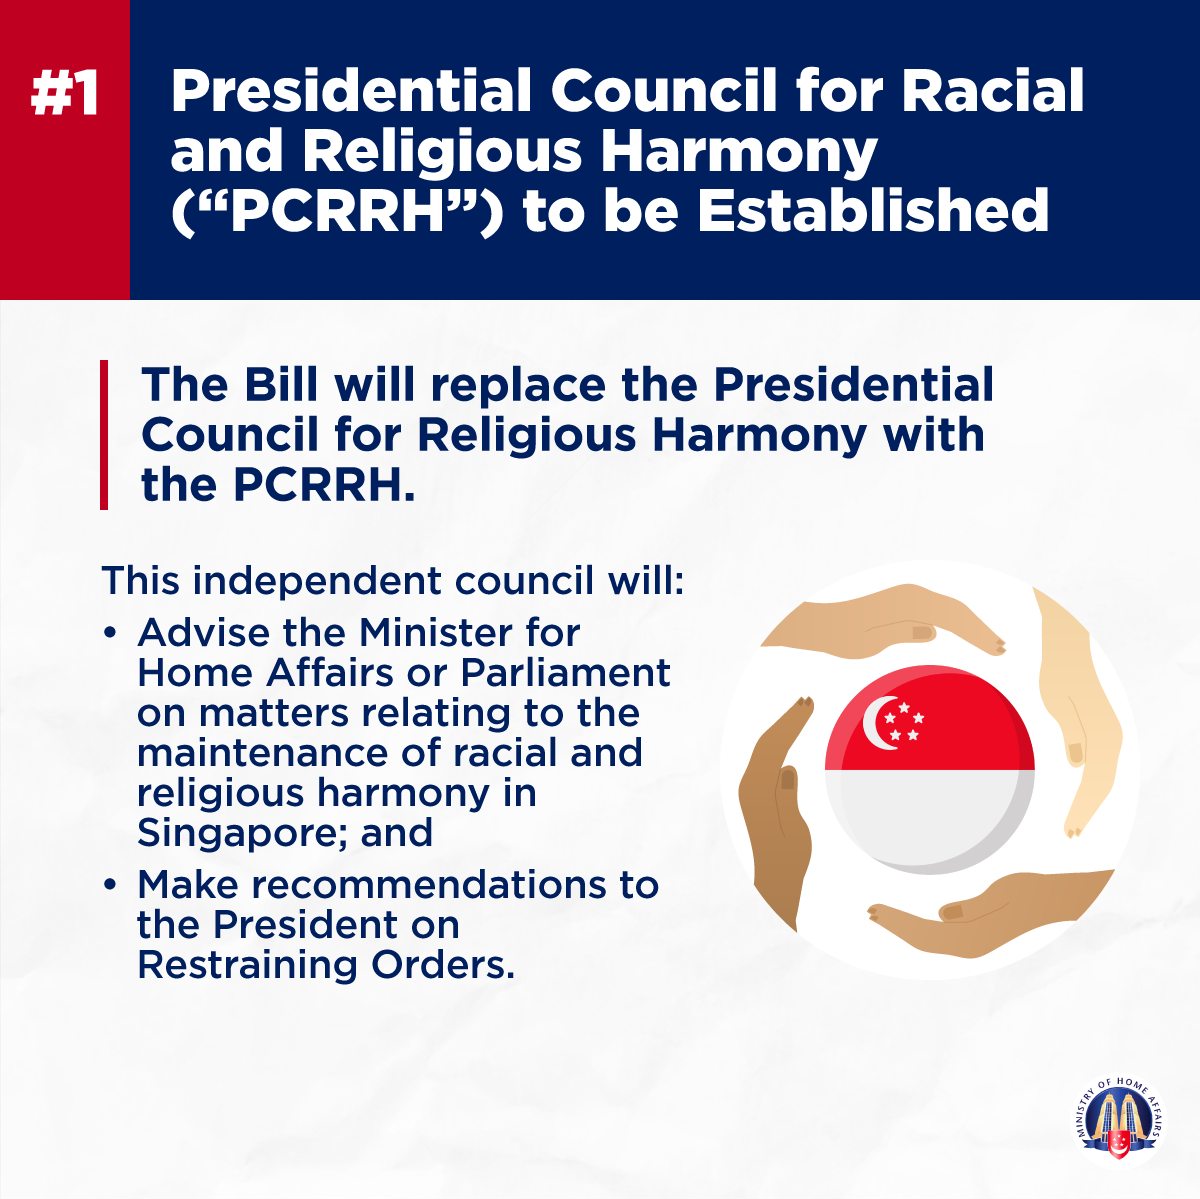 #1
Presidential Council for Racial
and Religious Harmony
(“PCRRH”) to be Established
The Bill will replace the Presidential
Council for Religious Harmony with
the PCRRH.
This independent council will:
• Advise the Minister for
Home Affairs or Parliament
on matters relating to the
maintenance of racial and
religious harmony in
Singapore; and
• Make recommendations to
the President on
Restraining Orders.
MINISTRY OF HOME AFFAIRS